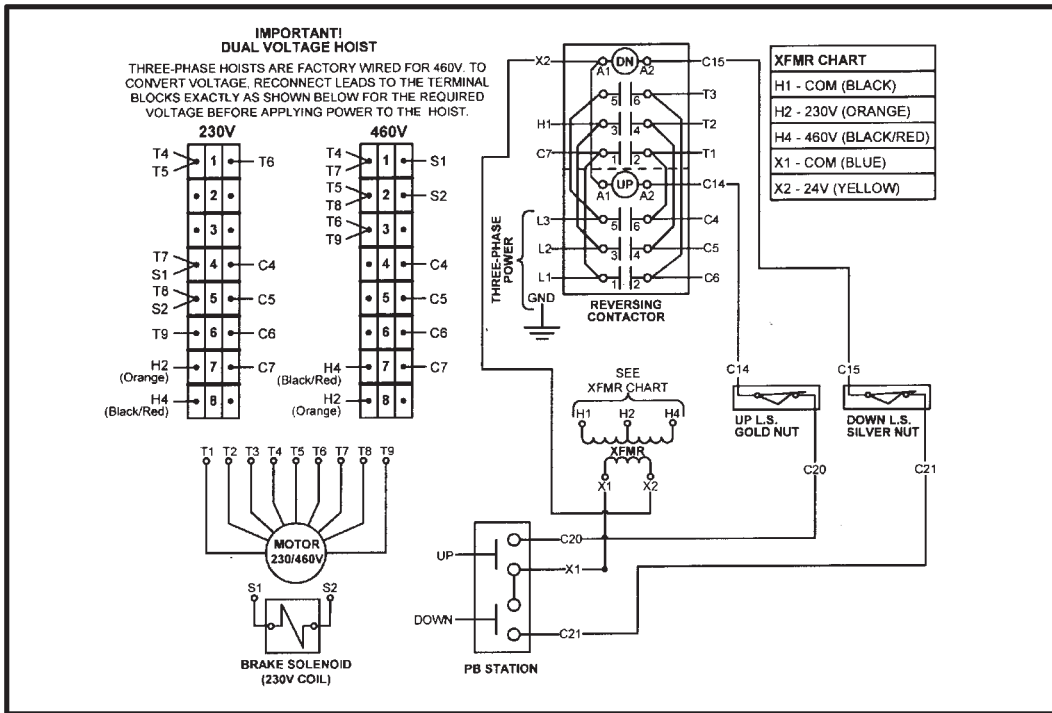 IMPORTANT!
DUAL VOLTAGE HOIST
THREE-PHASE HOISTS ARE FACTORY WIRED FOR 460V. TO
CONVERT VOLTAGE, RECONNECT LEADS TO THE TERMINAL
BLOCKS EXACTLY AS SHOWN BELOW FOR THE REQUIRED
VOLTAGE BEFORE APPLYING POWER TO THE HOIST.
230V
T4
T5
1
T6
2
3
T7
S1
4
C4
T8
S2
5
C5
T9
6
C6
H2
(Orange)
7
C7
H4
(Black/Red)
8
460V
T4
T7
1
S1
T5
T8
2
S2
T6
T9
3
4
C4
5
C5
6
C6
H4
(Black/Red)
7
C7
H2
(Orange)
8
X2
A1
DN
A2
C15
5
6
T3
H1
3
4
T2
C7
1
2
T1
A1
UP
A2
C14
L3
5
6
C4
L2
3
4
C5
L1
1
2
C6
THREE-PHASE
POWER
GND
REVERSING
CONTACTOR
XFMR CHART
H1 - COM (BLACK)
H2 - 230V (ORANGE)
H4 - 460V (BLACK/RED)
X1 - COM (BLUE)
X2 - 24V (YELLOW)
C14
C15
UP L.S.
GOLD NUT
DOWN L.S.
SILVER NUT
C20
C21
SEE
XFMR CHART
H1 H2 H4
XFMR
X1 X2
T1 T2 T3 T4 T5 T6 T7 T8 T9
MOTOR
230/460V
S1 S2
BRAKE SOLENOID
(230V COIL)
UP
C20
X1
DOWN
C21
PB STATION